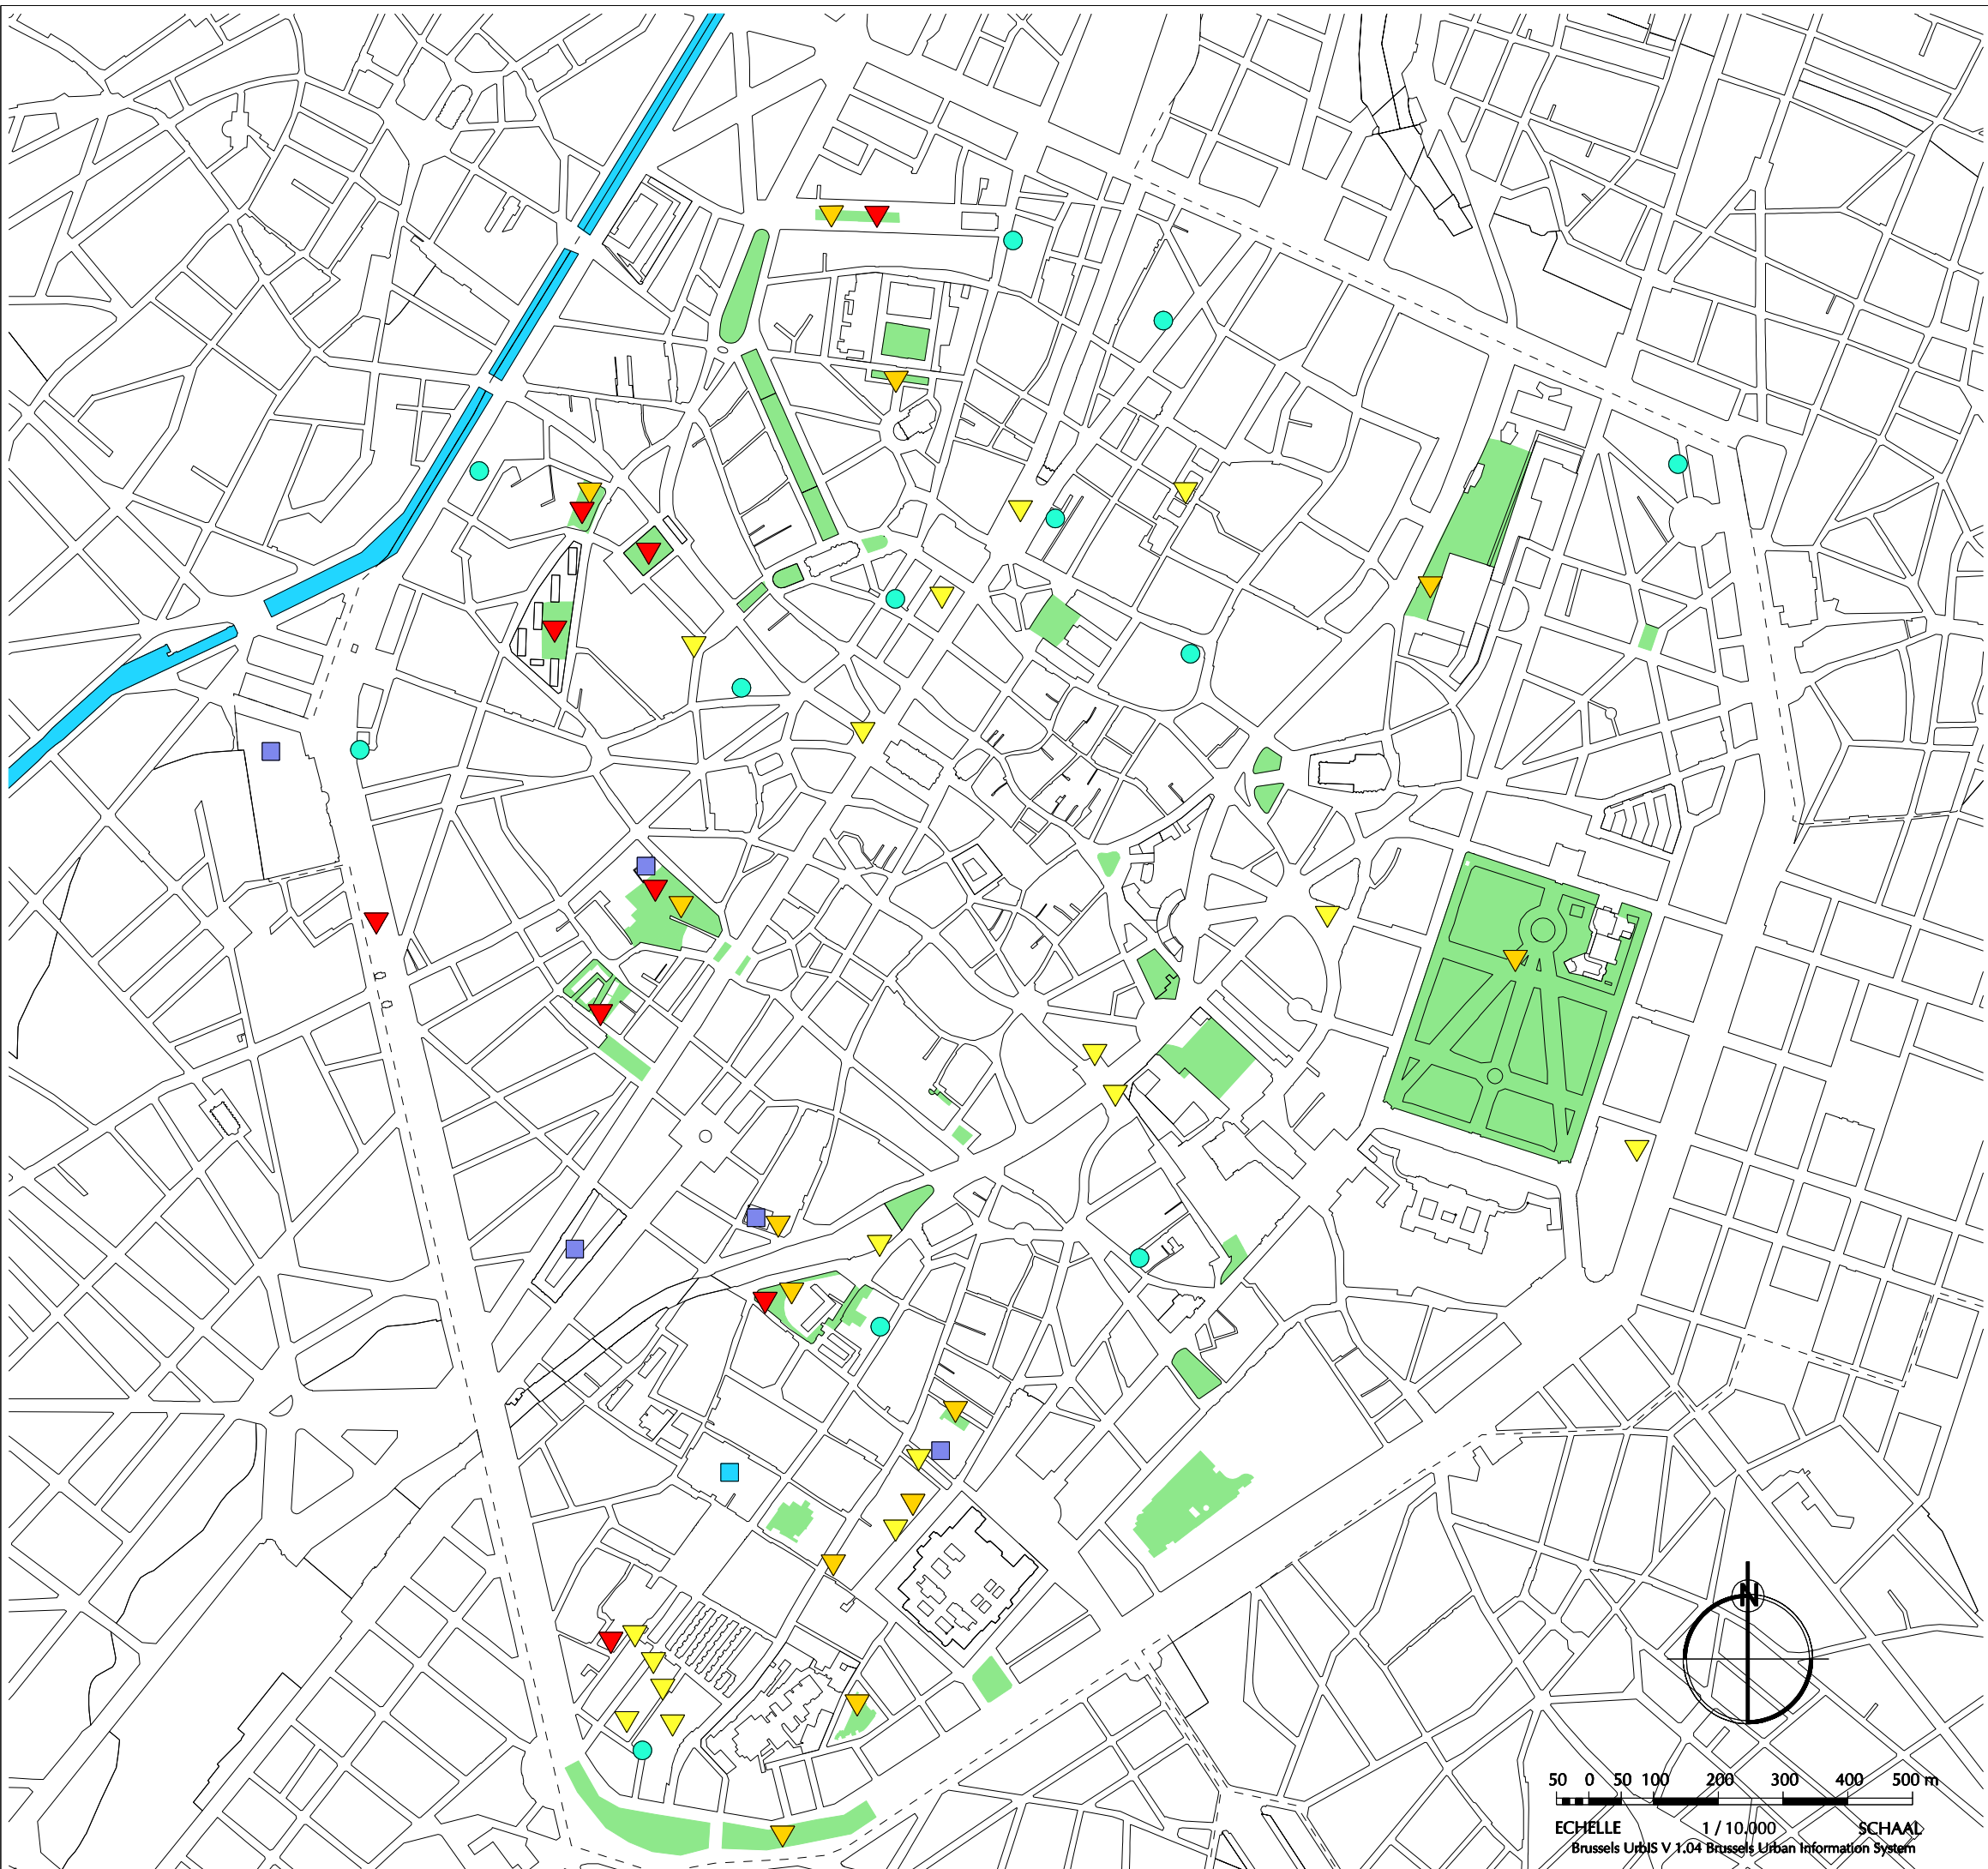 N
50 0 50 100 200 300 400 500 m
ECHELLE 1 / 10.000 SCHAAL
Brussels UrbIS V 1.04 Brussels Urban Information System